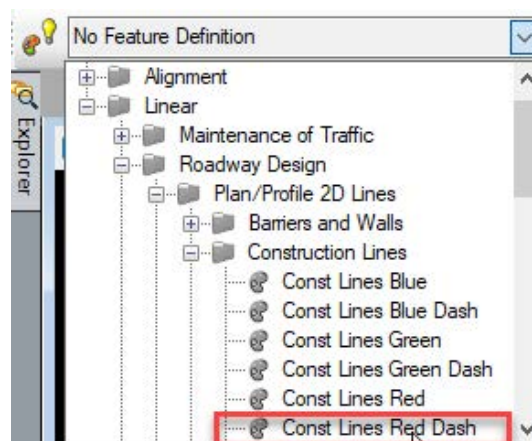 No Feature Definition
Explorer
Alignment
Linear
Maintenance of Traffic
Roadway Design
Plan/Profile 2D Lines
Barriers and Walls
Construction Lines
Const Lines Blue
Const Lines Blue Dash
Const Lines Green
Const Lines Green Dash
Const Lines Red
Const Lines Red Dash